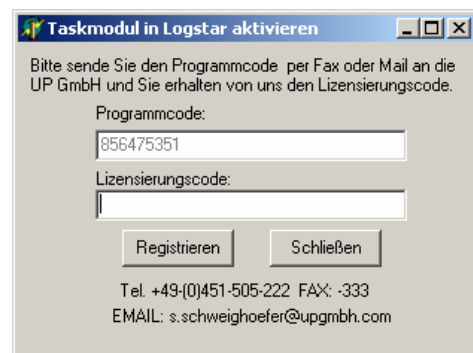 Taskmodul in Logstar aktivieren
Bitte sende Sie den Programmcode per Fax oder Mail an die
UP GmbH und Sie erhalten von uns den Lizensierungscode.
Programmcode:
856475351
Lizensierungscode:
Registrieren Schließen
Tel. +49-(0)451-505-222 FAX: -333
EMAIL: s.schweighoefer@upgmbh.com